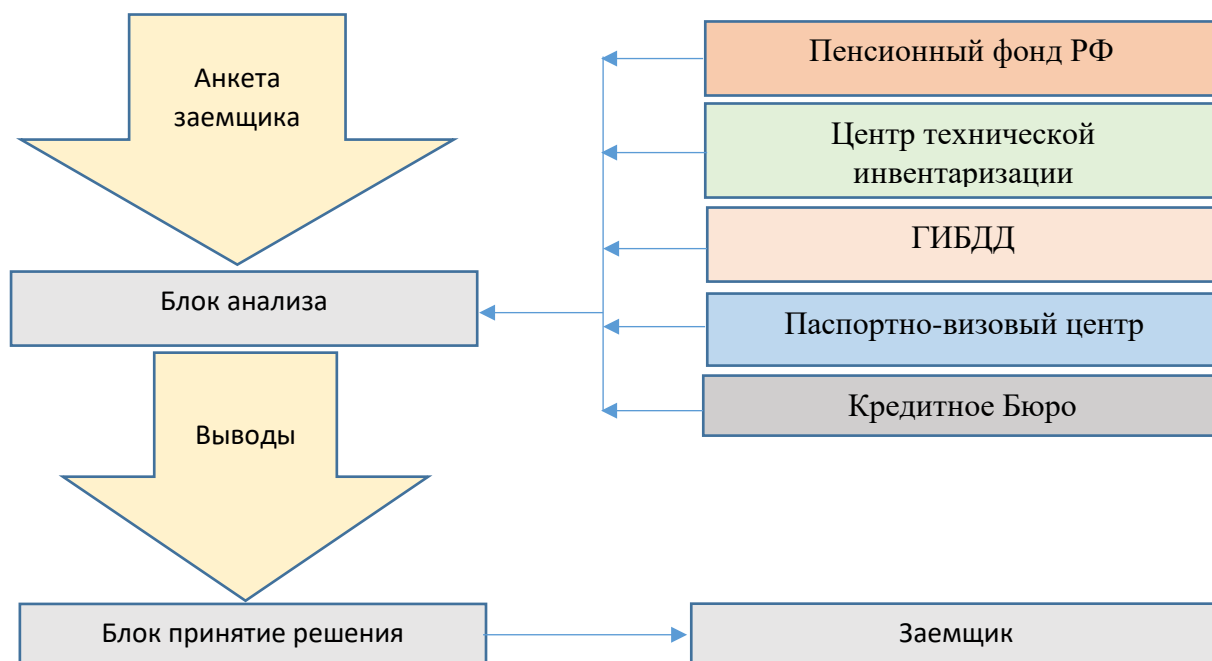 Анкета
заемщика
Пенсионный фонд РФ
Центр технической
инвентаризации
ГИБДД
Блок анализа
Паспортно-визовый центр
Кредитное Бюро
Выводы
Блок принятие решения
Заемщик